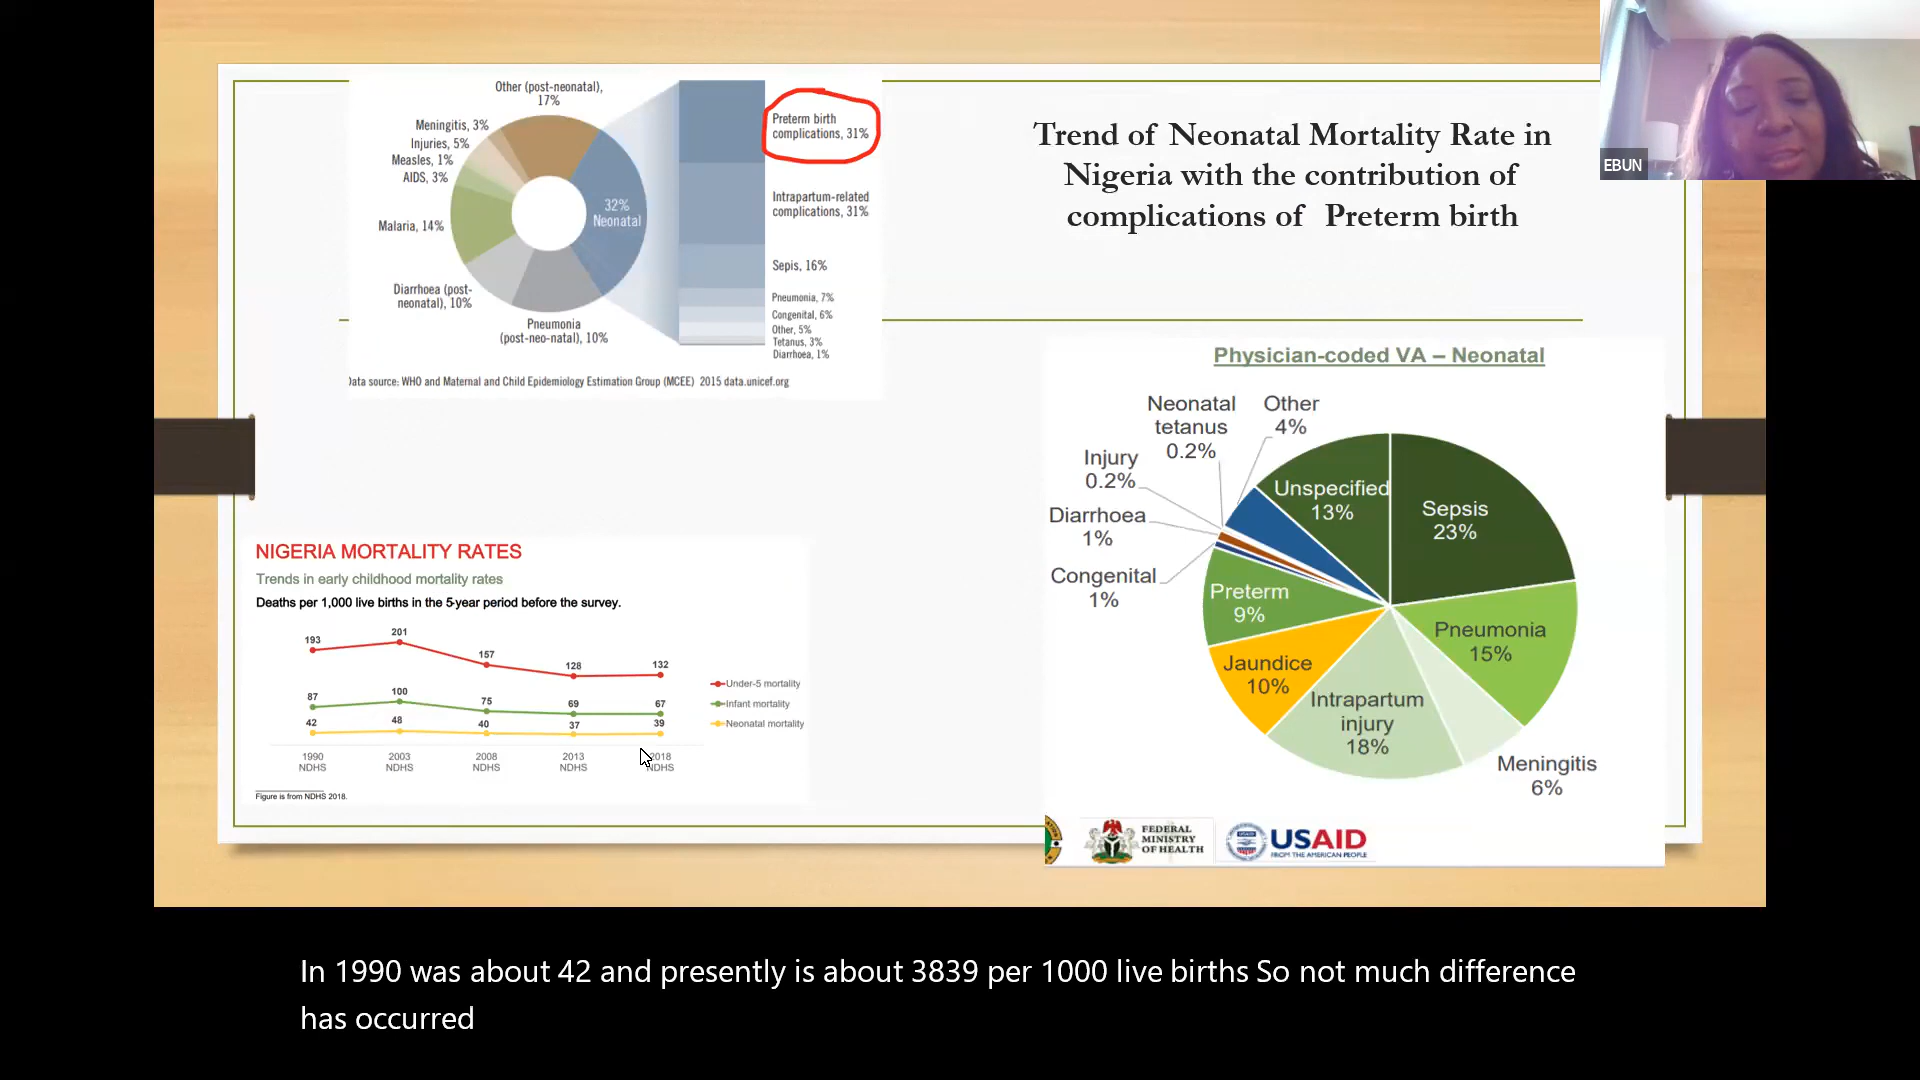 Other (post-neonatal),
17%
Meningitis, 3%
Injuries, 5%
Measles, 1%
AIDS, 3%
Malaria, 14%
Diarrhoea (post-
neonatal), 10%
Pneumonia
(post-neo-natal), 10%
32%
Neonatal
Preterm birth
complications, 31%
Intrapartum-related
complications, 31%
Sepis, 16%
Pneumonia, 7%
Congenital, 6%
Other, 5%
Tetanus, 3%
Diarrhoea, 1%
Data source: WHO and Maternal and Child Epidemiology Estimation Group (MCEE) 2015 data.unicef.org
Trend of Neonatal Mortality Rate in
Nigeria with the contribution of
complications of Preterm birth
EBUN
NIGERIA MORTALITY RATES
Trends in early childhood mortality rates
Deaths per 1,000 live births in the 5-year period before the survey.
193
201
157
128
132
87
100
75
69
67
42
48
40
37
39
Under-5 mortality
Infant mortality
Neonatal mortality
1990
NDHS
2003
NDHS
2008
NDHS
2013
NDHS
2018
NDHS
Figure is from NDHS 2018.
Physician-coded VA – Neonatal
Neonatal
tetanus
0.2%
Other
4%
Injury
0.2%
Diarrhoea
1%
Congenital
1%
Unspecified
13%
Sepsis
23%
Preterm
9%
Pneumonia
15%
Jaundice
10%
Intrapartum
injury
18%
Meningitis
6%
FEDERAL
MINISTRY
OF HEALTH
USAID
FROM THE AMERICAN PEOPLE
In 1990 was about 42 and presently is about 3839 per 1000 live births So not much difference
has occurred